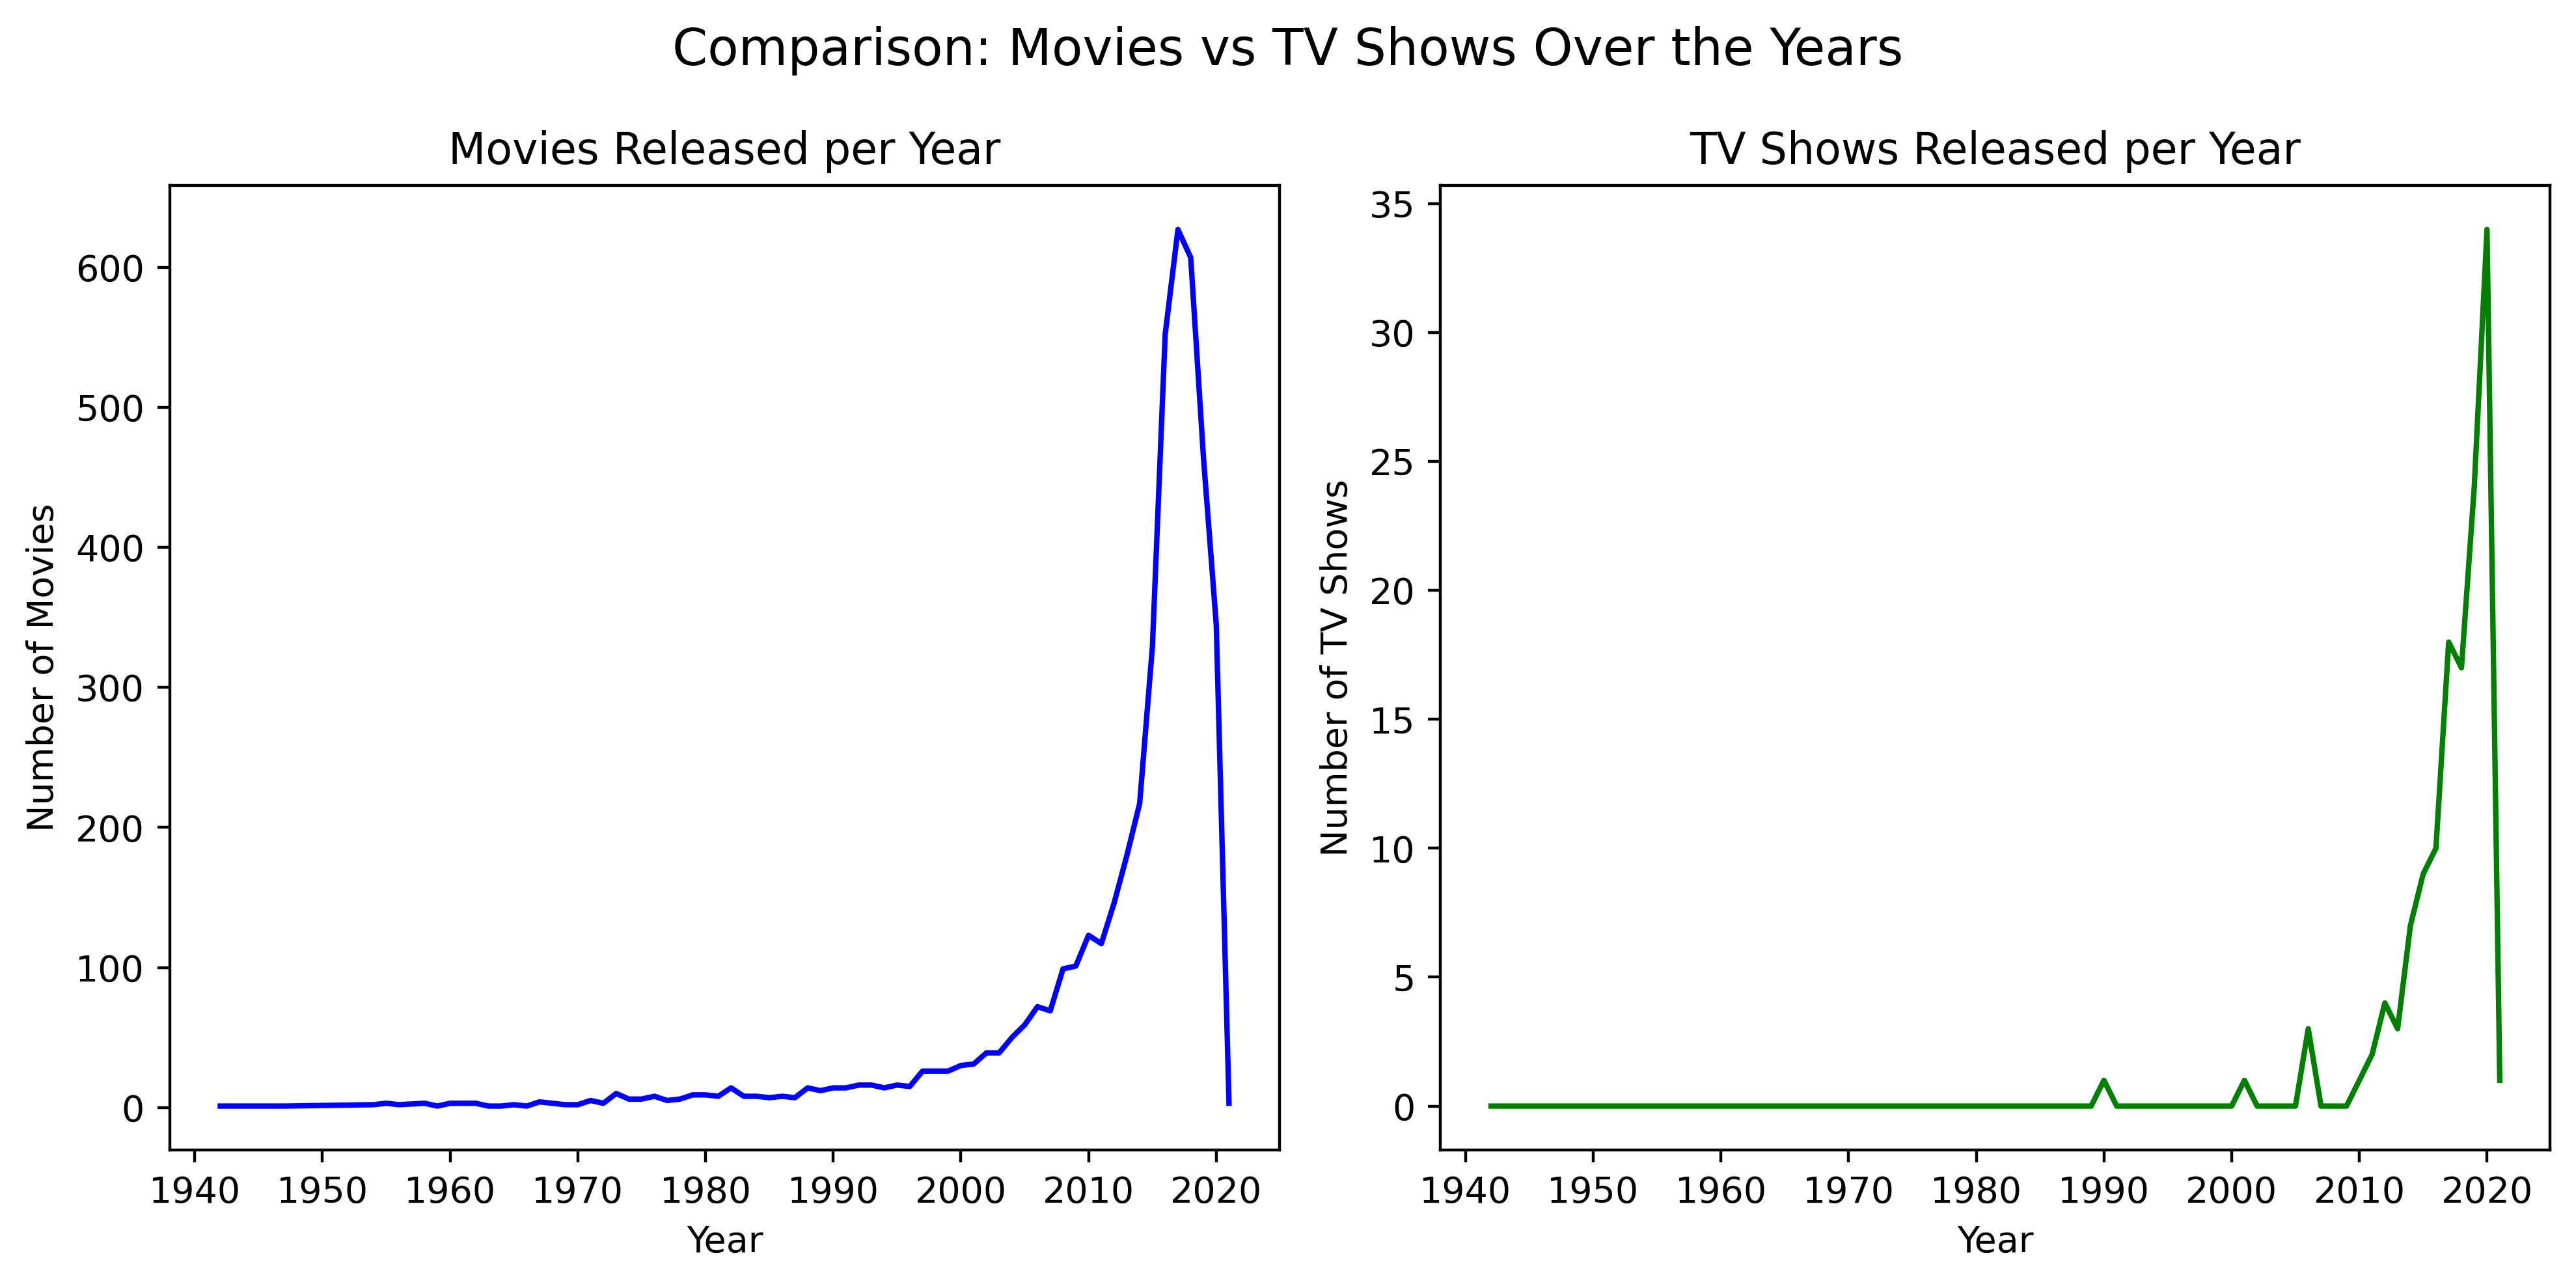 Comparison: Movies vs TV Shows Over the Years
Movies Released per Year
Number of Movies
600
500
400
300
200
100
0
1940 1950 1960 1970 1980 1990 2000 2010 2020
Year
TV Shows Released per Year
Number of TV Shows
35
30
25
20
15
10
5
0
1940 1950 1960 1970 1980 1990 2000 2010 2020
Year